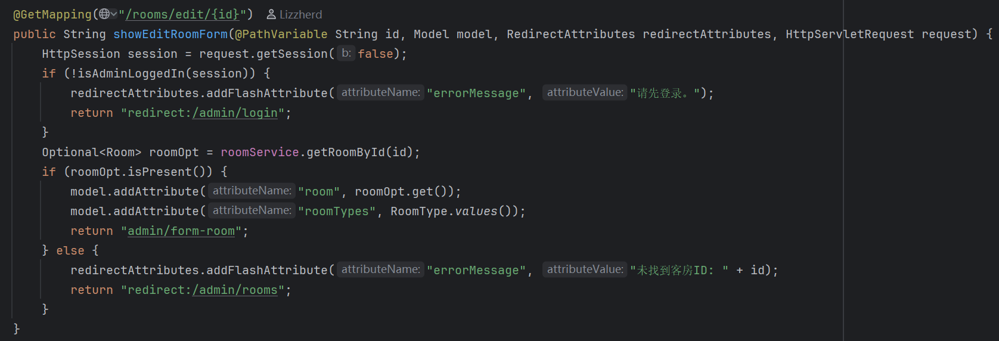 @GetMapping("/rooms/edit/{id}") Lizzherd
public String showEditRoomForm(@PathVariable String id, Model model, RedirectAttributes redirectAttributes, HttpServletRequest request) {
    HttpSession session = request.getSession( b: false);
    if (!isAdminLoggedIn(session)) {
        redirectAttributes.addFlashAttribute( attributeName: "errorMessage", attributeValue: "请先登录。");
        return "redirect:/admin/login";
    }
    Optional<Room> roomOpt = roomService.getRoomById(id);
    if (roomOpt.isPresent()) {
        model.addAttribute( attributeName: "room", roomOpt.get());
        model.addAttribute( attributeName: "roomTypes", RoomType.values());
        return "admin/form-room";
    } else {
        redirectAttributes.addFlashAttribute( attributeName: "errorMessage", attributeValue: "未找到客房ID: " + id);
        return "redirect:/admin/rooms";
    }
}